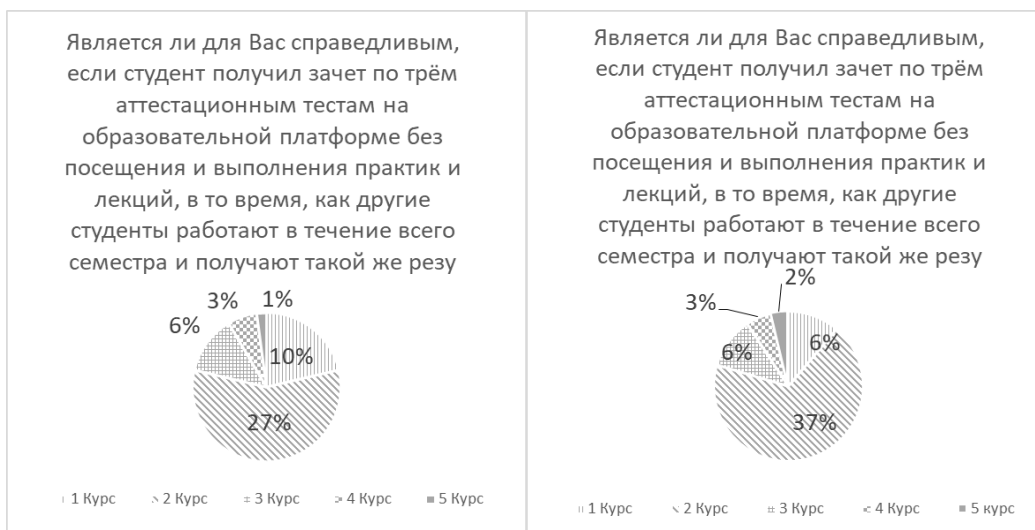 Является ли для Вас справедливым,
если студент получил зачет по трём
аттестационным тестам на
образовательной платформе без
посещения и выполнения практик и
лекций, в то время, как другие
студенты работают в течение всего
семестра и получают такой же резу
3%
1%
6%
10%
27%
1 Курс 2 Курс 3 Курс 4 Курс 5 Курс
Является ли для Вас справедливым,
если студент получил зачет по трём
аттестационным тестам на
образовательной платформе без
посещения и выполнения практик и
лекций, в то время, как другие
студенты работают в течение всего
семестра и получают такой же резу
2%
3%
6%
6%
37%
1 Курс 2 Курс 3 Курс 4 Курс 5 курс